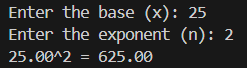 Enter the base (x): 25
Enter the exponent (n): 2
25.00^2 = 625.00